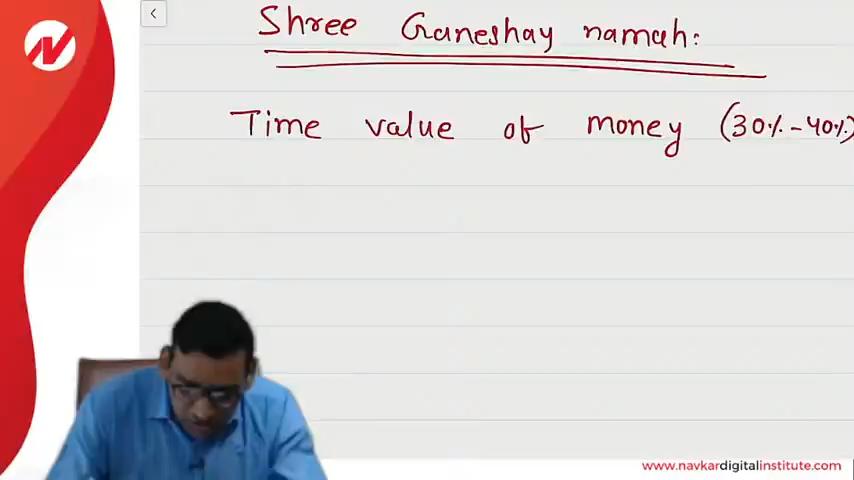 Shree Ganeshay namah:
Time value of money (30%-40%)
www.navkardigitalinstitute.com